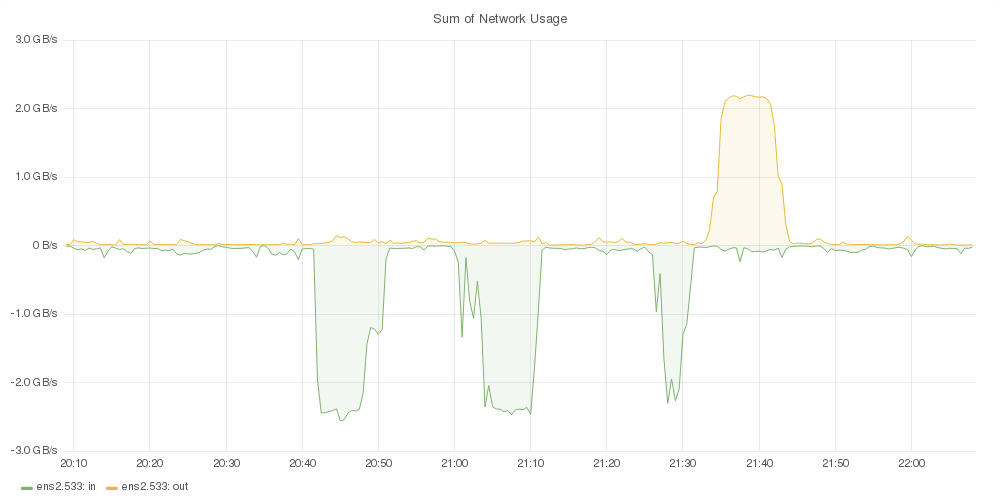 Sum of Network Usage
3.0 GB/s
2.0 GB/s
1.0 GB/s
0 B/s
-1.0 GB/s
-2.0 GB/s
-3.0 GB/s
20:10 20:20 20:30 20:40 20:50 21:00 21:10 21:20 21:30 21:40 21:50 22:00
ens2.533: in ens2.533: out